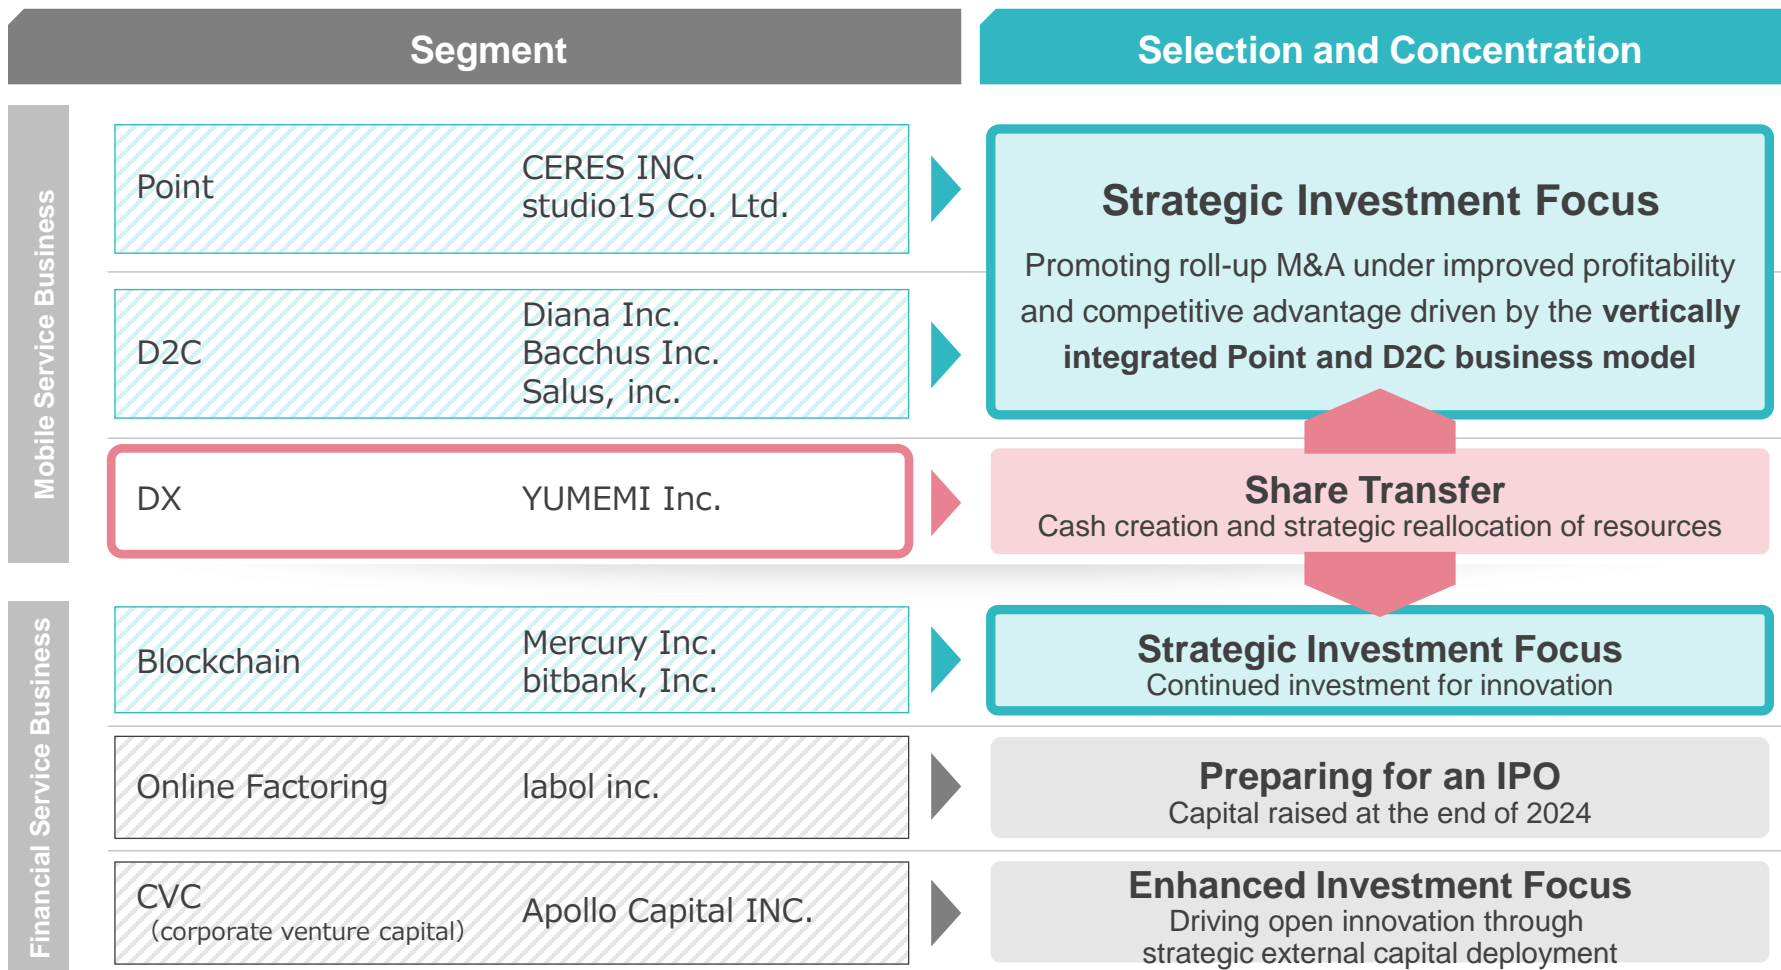 Segment
Selection and Concentration
Mobile Service Business
Point
CERES INC.
studio15 Co. Ltd.
Strategic Investment Focus
Promoting roll-up M&A under improved profitability
and competitive advantage driven by the vertically
integrated Point and D2C business model
D2C
Diana Inc.
Bacchus Inc.
Salus, inc.
DX
YUMEMI Inc.
Share Transfer
Cash creation and strategic reallocation of resources
Financial Service Business
Blockchain
Mercury Inc.
bitbank, Inc.
Strategic Investment Focus
Continued investment for innovation
Online Factoring
labol inc.
Preparing for an IPO
Capital raised at the end of 2024
CVC
（corporate venture capital）
Apollo Capital INC.
Enhanced Investment Focus
Driving open innovation through
strategic external capital deployment